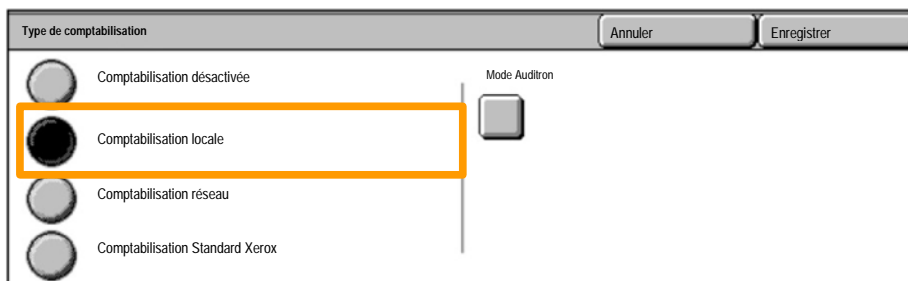 Type de comptabilisation
Annuler
Enregistrer
Comptabilisation désactivée
Mode Auditron
Comptabilisation locale
Comptabilisation réseau
Comptabilisation Standard Xerox